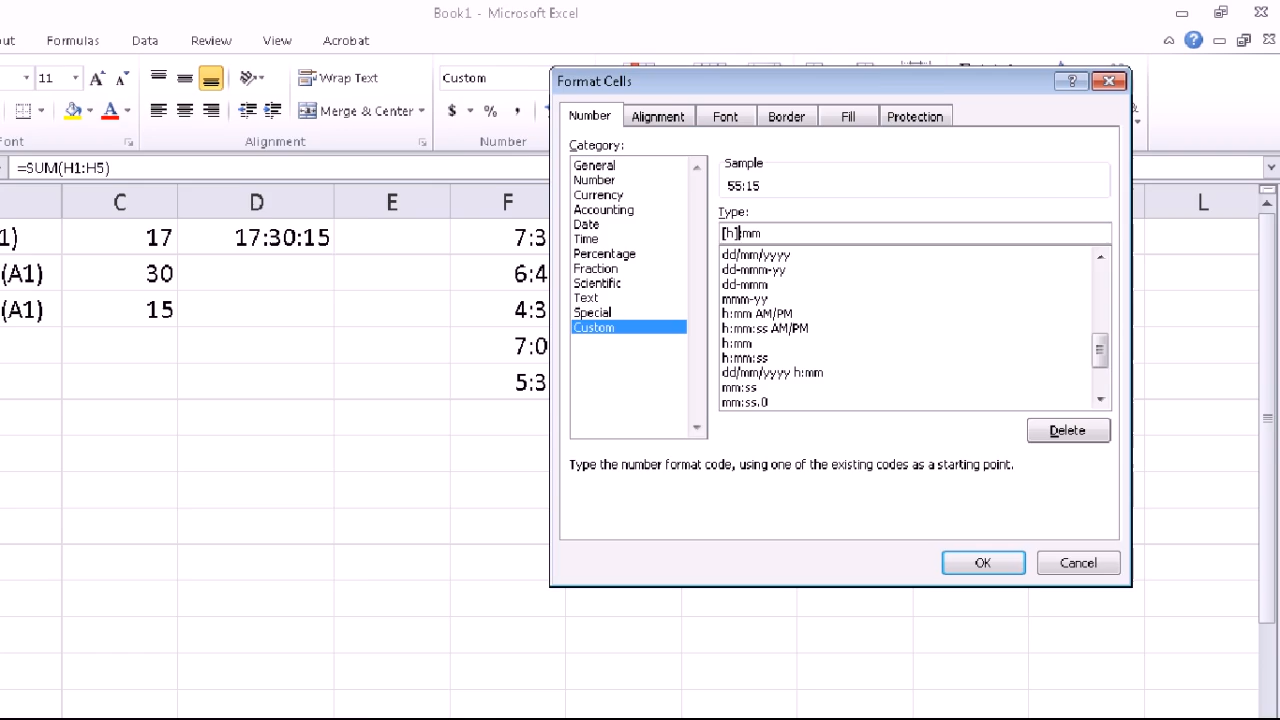 Book1 - Microsoft Excel
out Formulas Data Review View Acrobat
11 A A Wrap Text Custom
A Merge & Center $ % ,
Font Alignment Number
=SUM(H1:H5)
C D E F L
1) 17 17:30:15 7:3
(A1) 30 6:4
(A1) 15 4:3
7:0
5:3
Format Cells
Number Alignment Font Border Fill Protection
Category:
General
Number
Currency
Accounting
Date
Time
Percentage
Fraction
Scientific
Text
Special
Custom
Sample
55:15
Type:
[h]:mm
dd/mm/yyyy
dd-mmm-yy
dd-mmm
mmm-yy
h:mm AM/PM
h:mm:ss AM/PM
h:mm
h:mm:ss
dd/mm/yyyy h:mm
mm:ss
mm:ss.0
Delete
Type the number format code, using one of the existing codes as a starting point.
OK Cancel